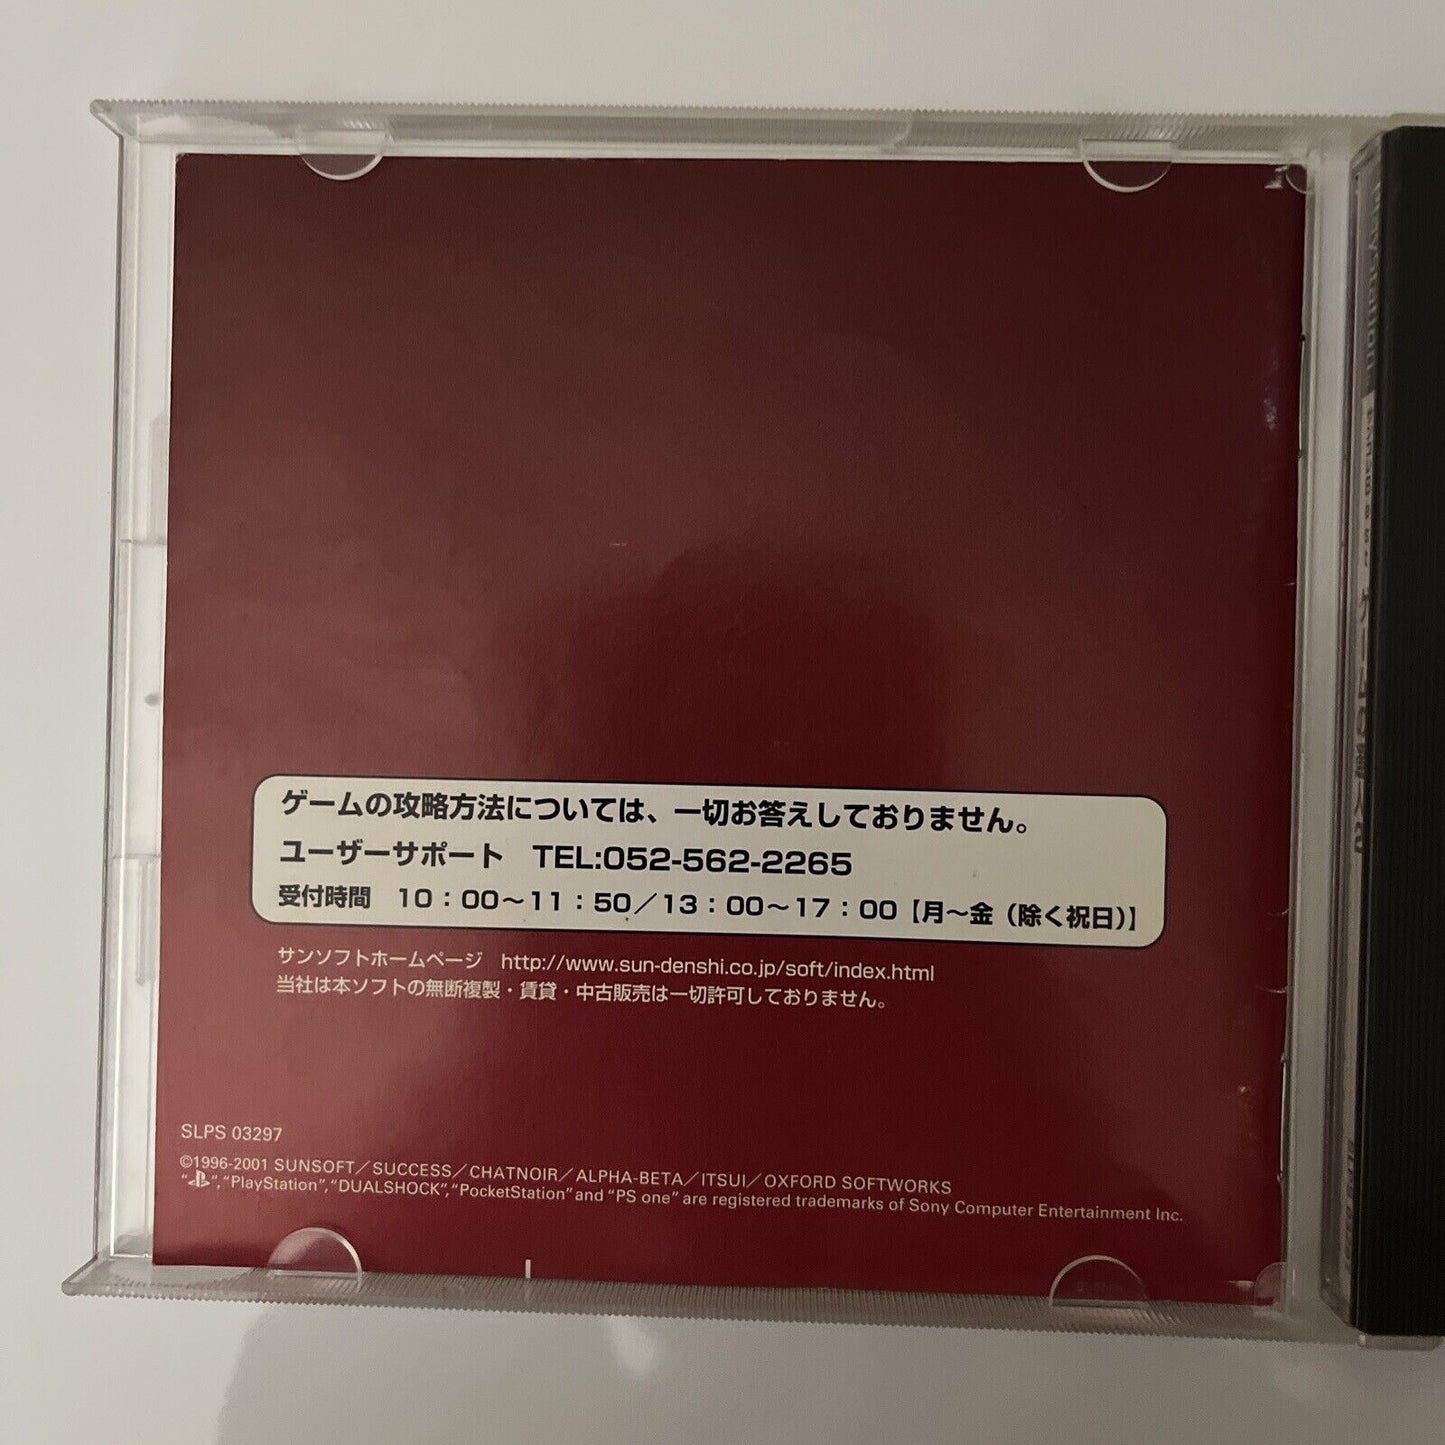 ゲームの攻略方法については、一切お答えしておりません。
ユーザーサポート　TEL:052-562-2265
受付時間　10：00～11：50／13：00～17：00【月～金（除く祝日）】
サンソフトホームページ　http://www.sun-denshi.co.jp/soft/index.html
当社は本ソフトの無断複製・賃貸・中古販売は一切許可しておりません。
SLPS 03297
©1996-2001 SUNSOFT／SUCCESS／CHATNOIR／ALPHA-BETA／ITSUI／OXFORD SOFTWORKS
“PS”,“PlayStation”,“DUALSHOCK”,“PocketStation” and “PS one” are registered trademarks of Sony Computer Entertainment Inc.
PlayStation